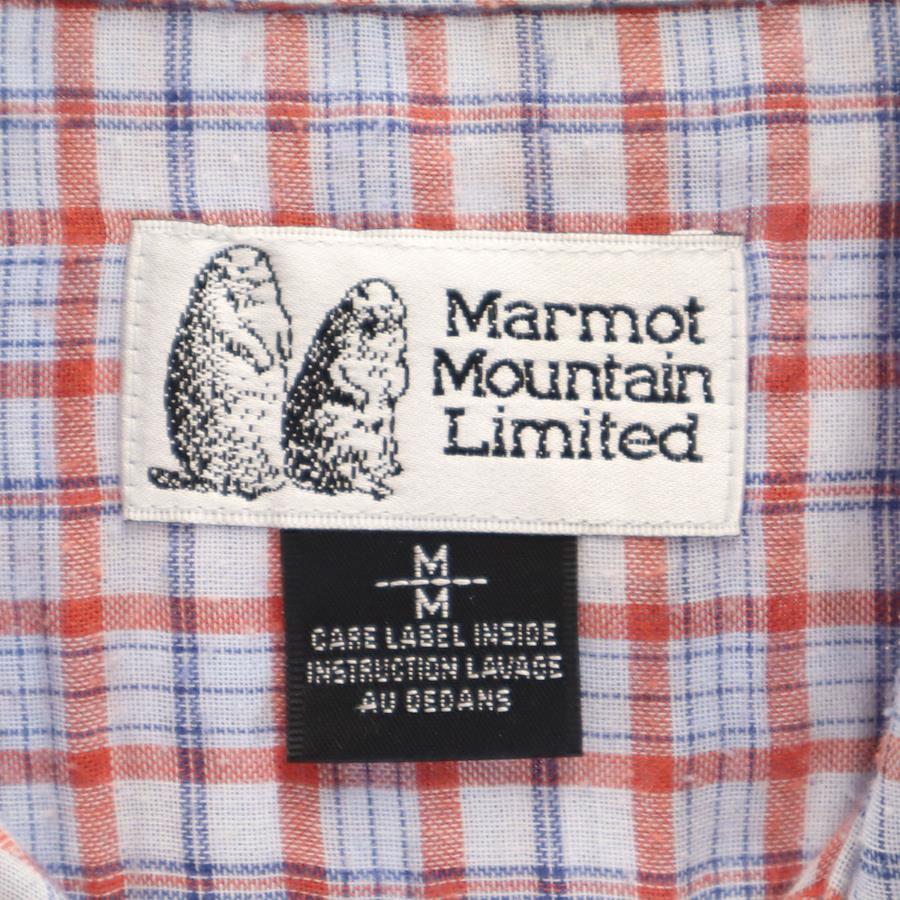 Marmot
Mountain
Limited
M
M
CARE LABEL INSIDE
INSTRUCTION LAVAGE
AU DEDANS